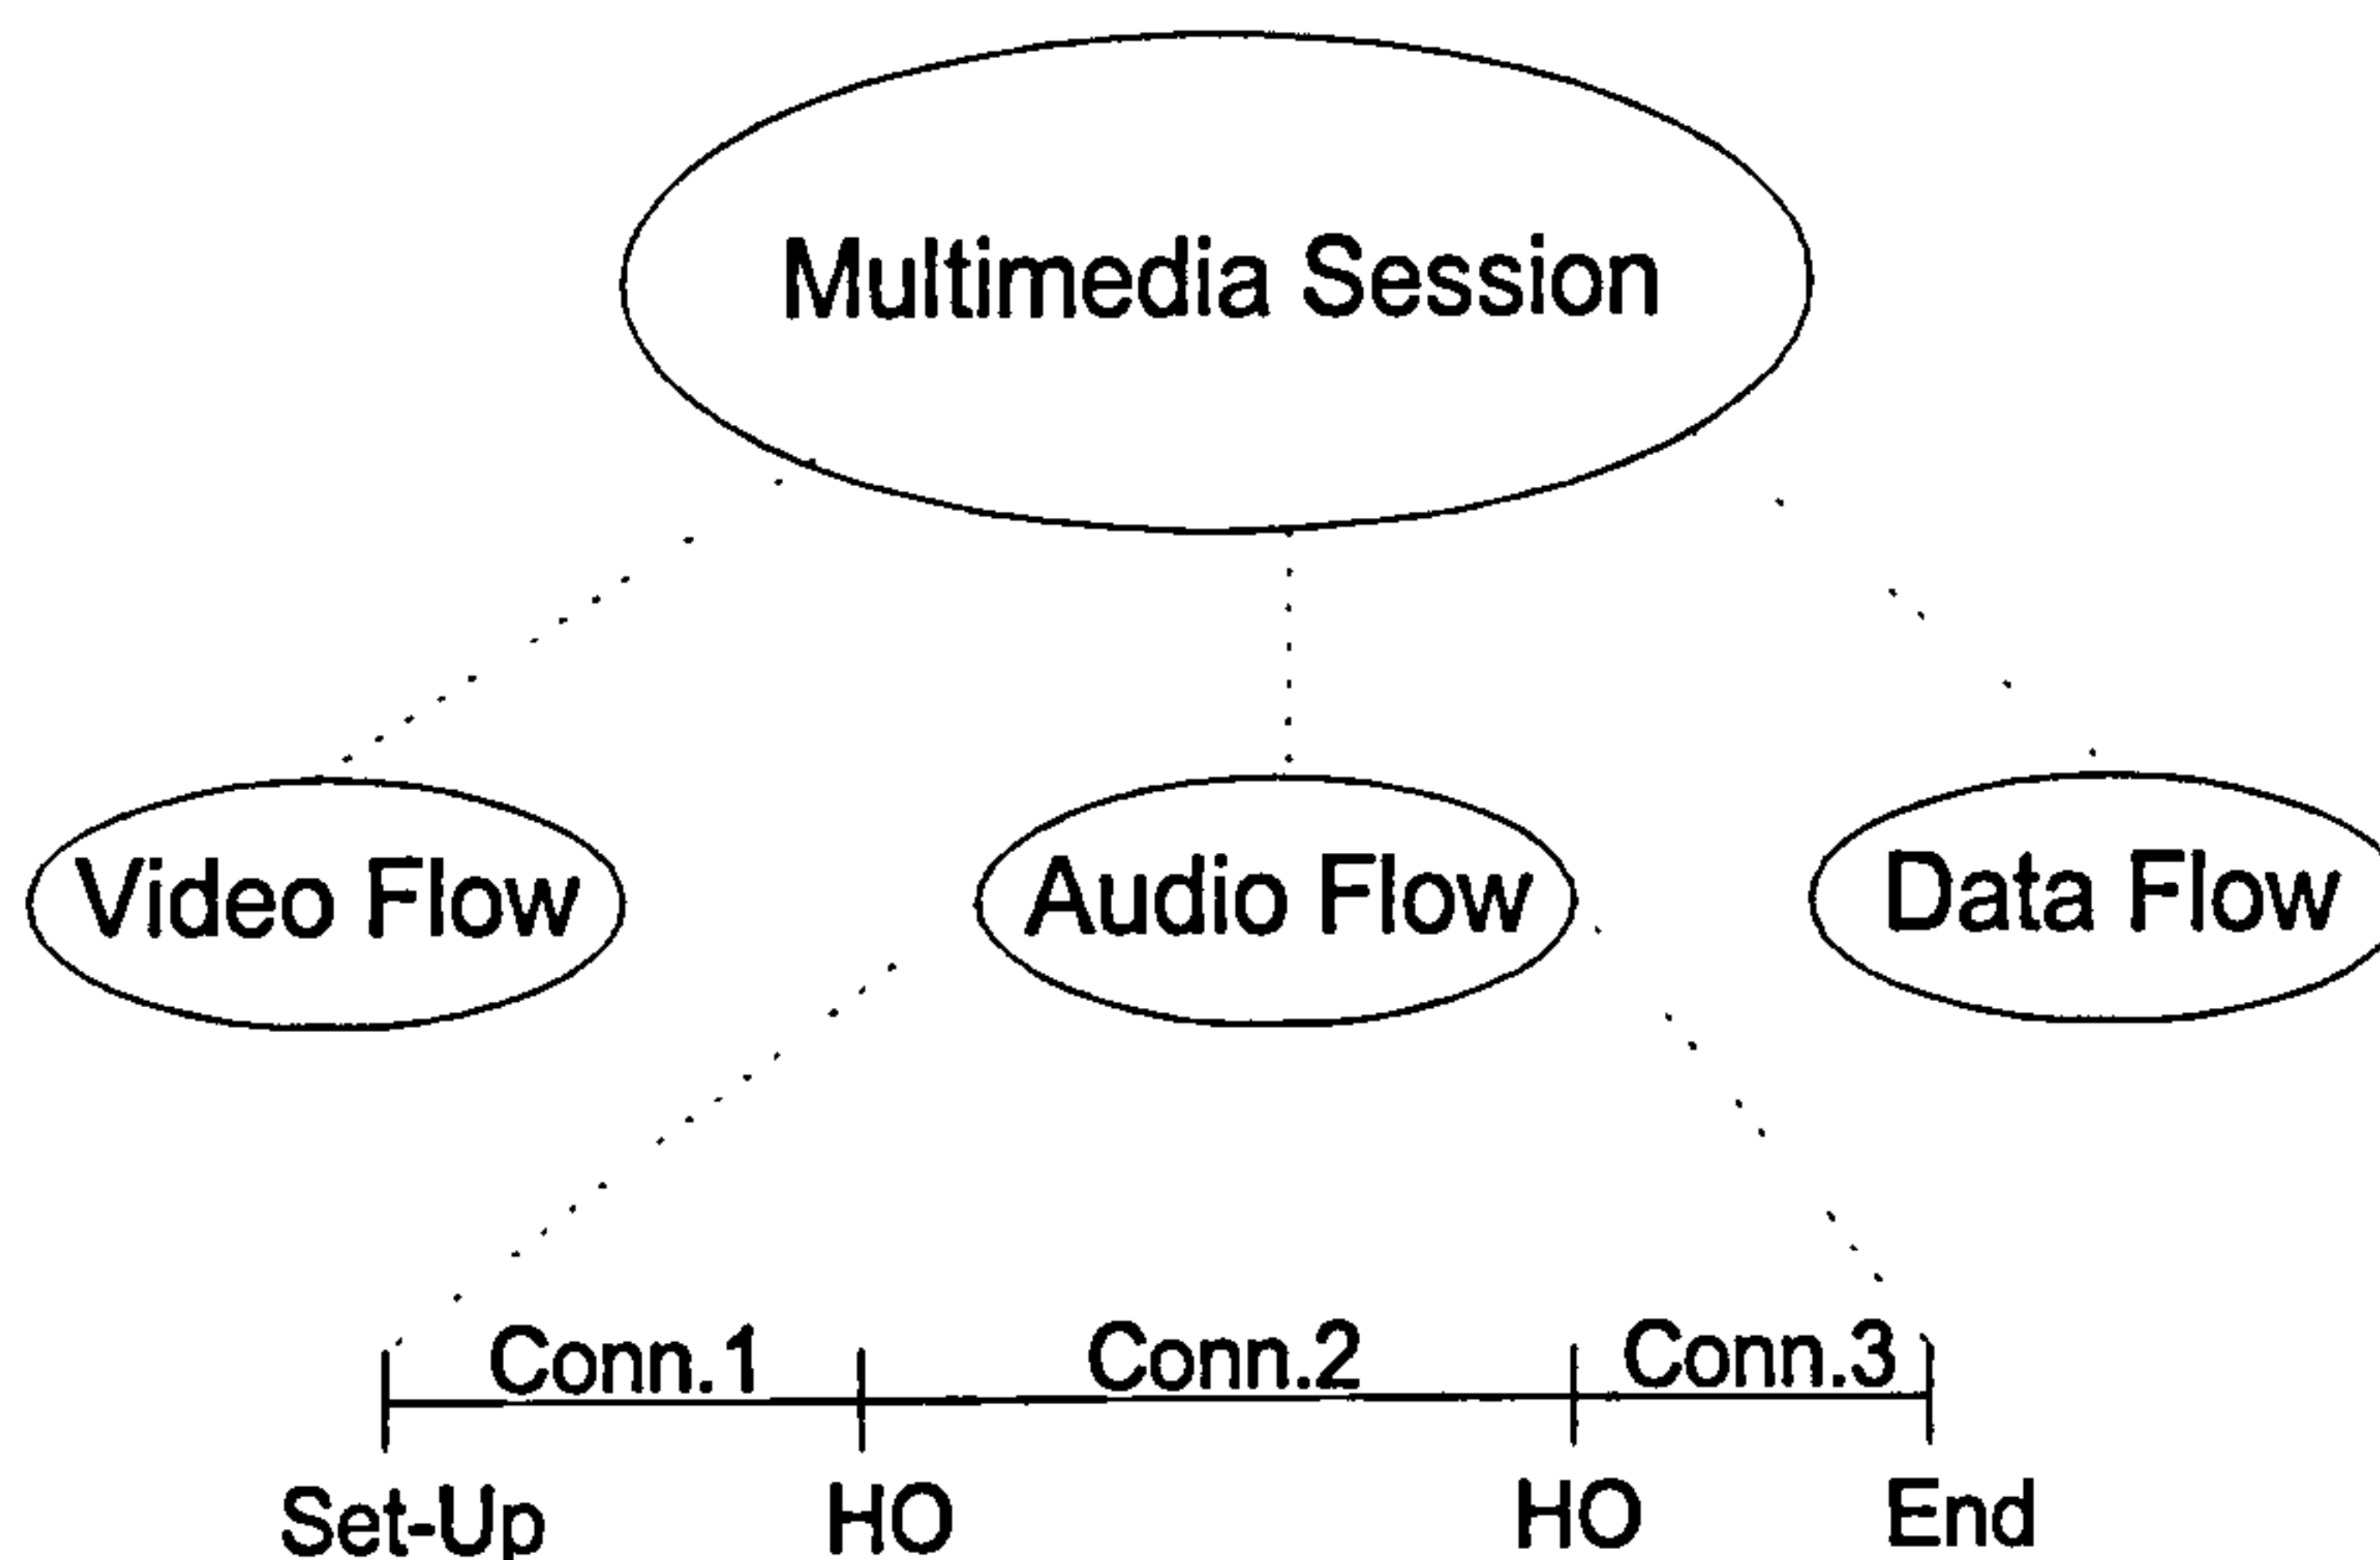 Multimedia Session
Video Flow
Audio Flow
Data Flow
Conn.1
Conn.2
Conn.3
Set-Up
HO
HO
End